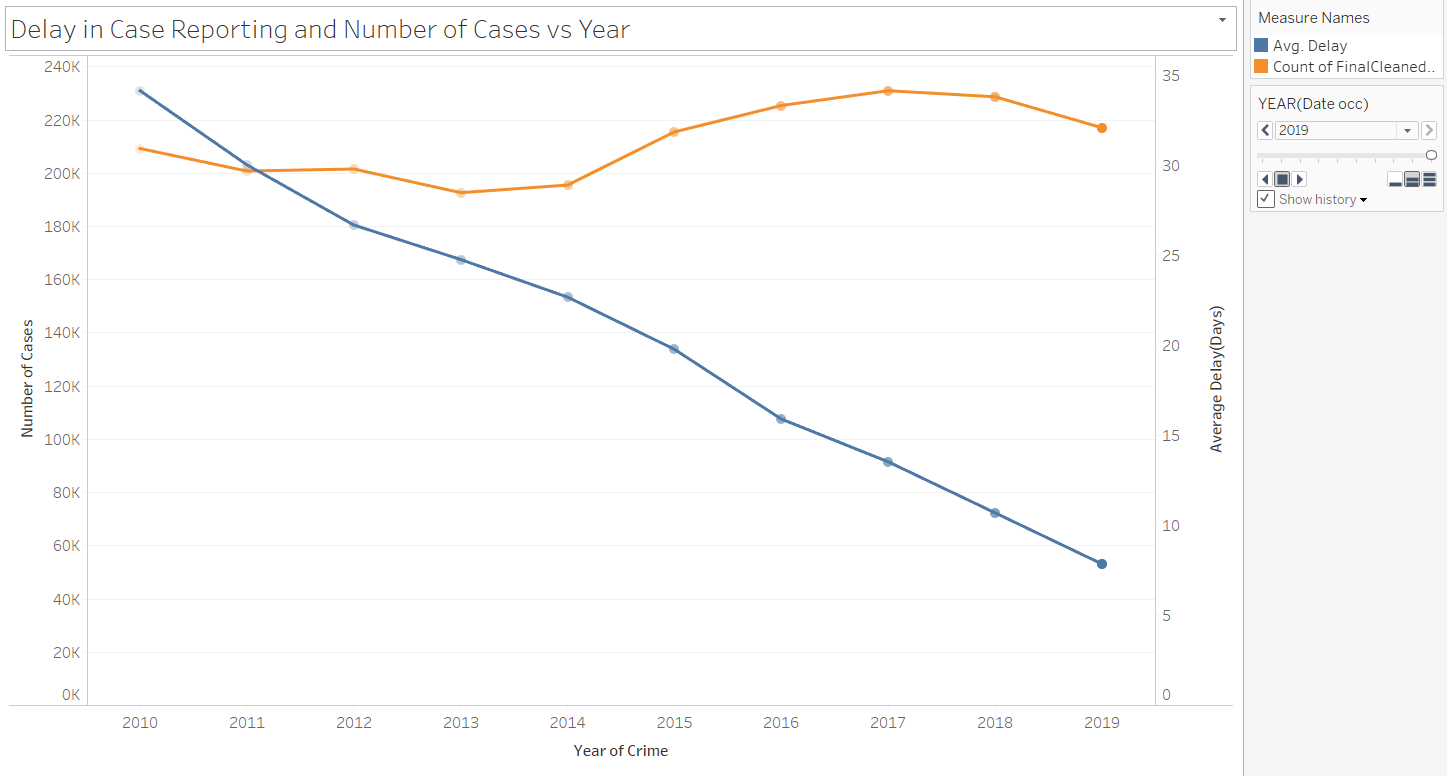 Delay in Case Reporting and Number of Cases vs Year
240K
220K
200K
180K
160K
140K
120K
100K
80K
60K
40K
20K
0K
Number of Cases
35
30
25
20
15
10
5
0
Average Delay(Days)
2010 2011 2012 2013 2014 2015 2016 2017 2018 2019
Year of Crime
Measure Names
Avg. Delay
Count of FinalCleaned..
YEAR(Date occ)
2019
Show history